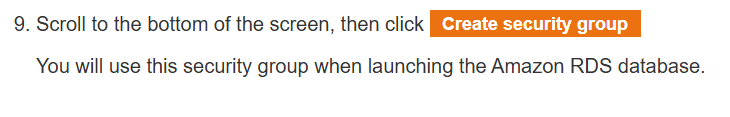 9. Scroll to the bottom of the screen, then click Create security group
You will use this security group when launching the Amazon RDS database.